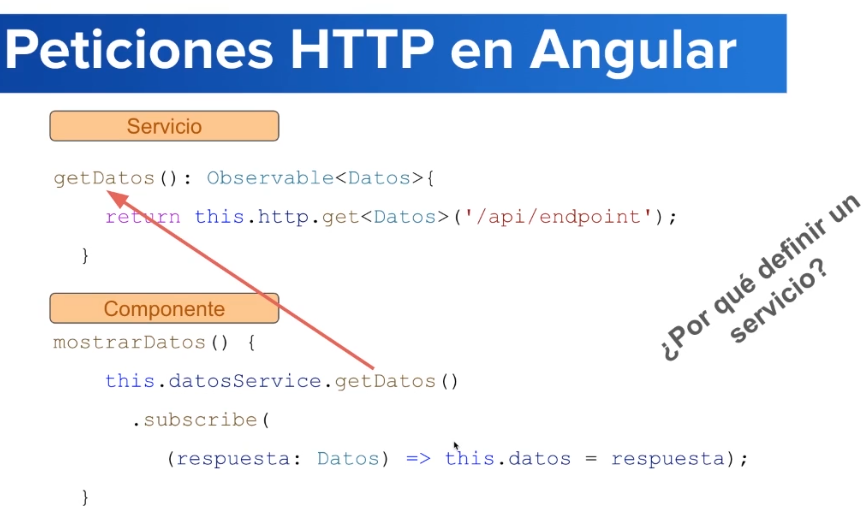 Peticiones HTTP en Angular
Servicio
getDatos(): Observable<Datos>{
return this.http.get<Datos>('/api/endpoint');
}
¿Por qué definir un
servicio?
Componente
mostrarDatos() {
this.datosService.getDatos()
.subscribe(
(respuesta: Datos) => this.datos = respuesta);
}